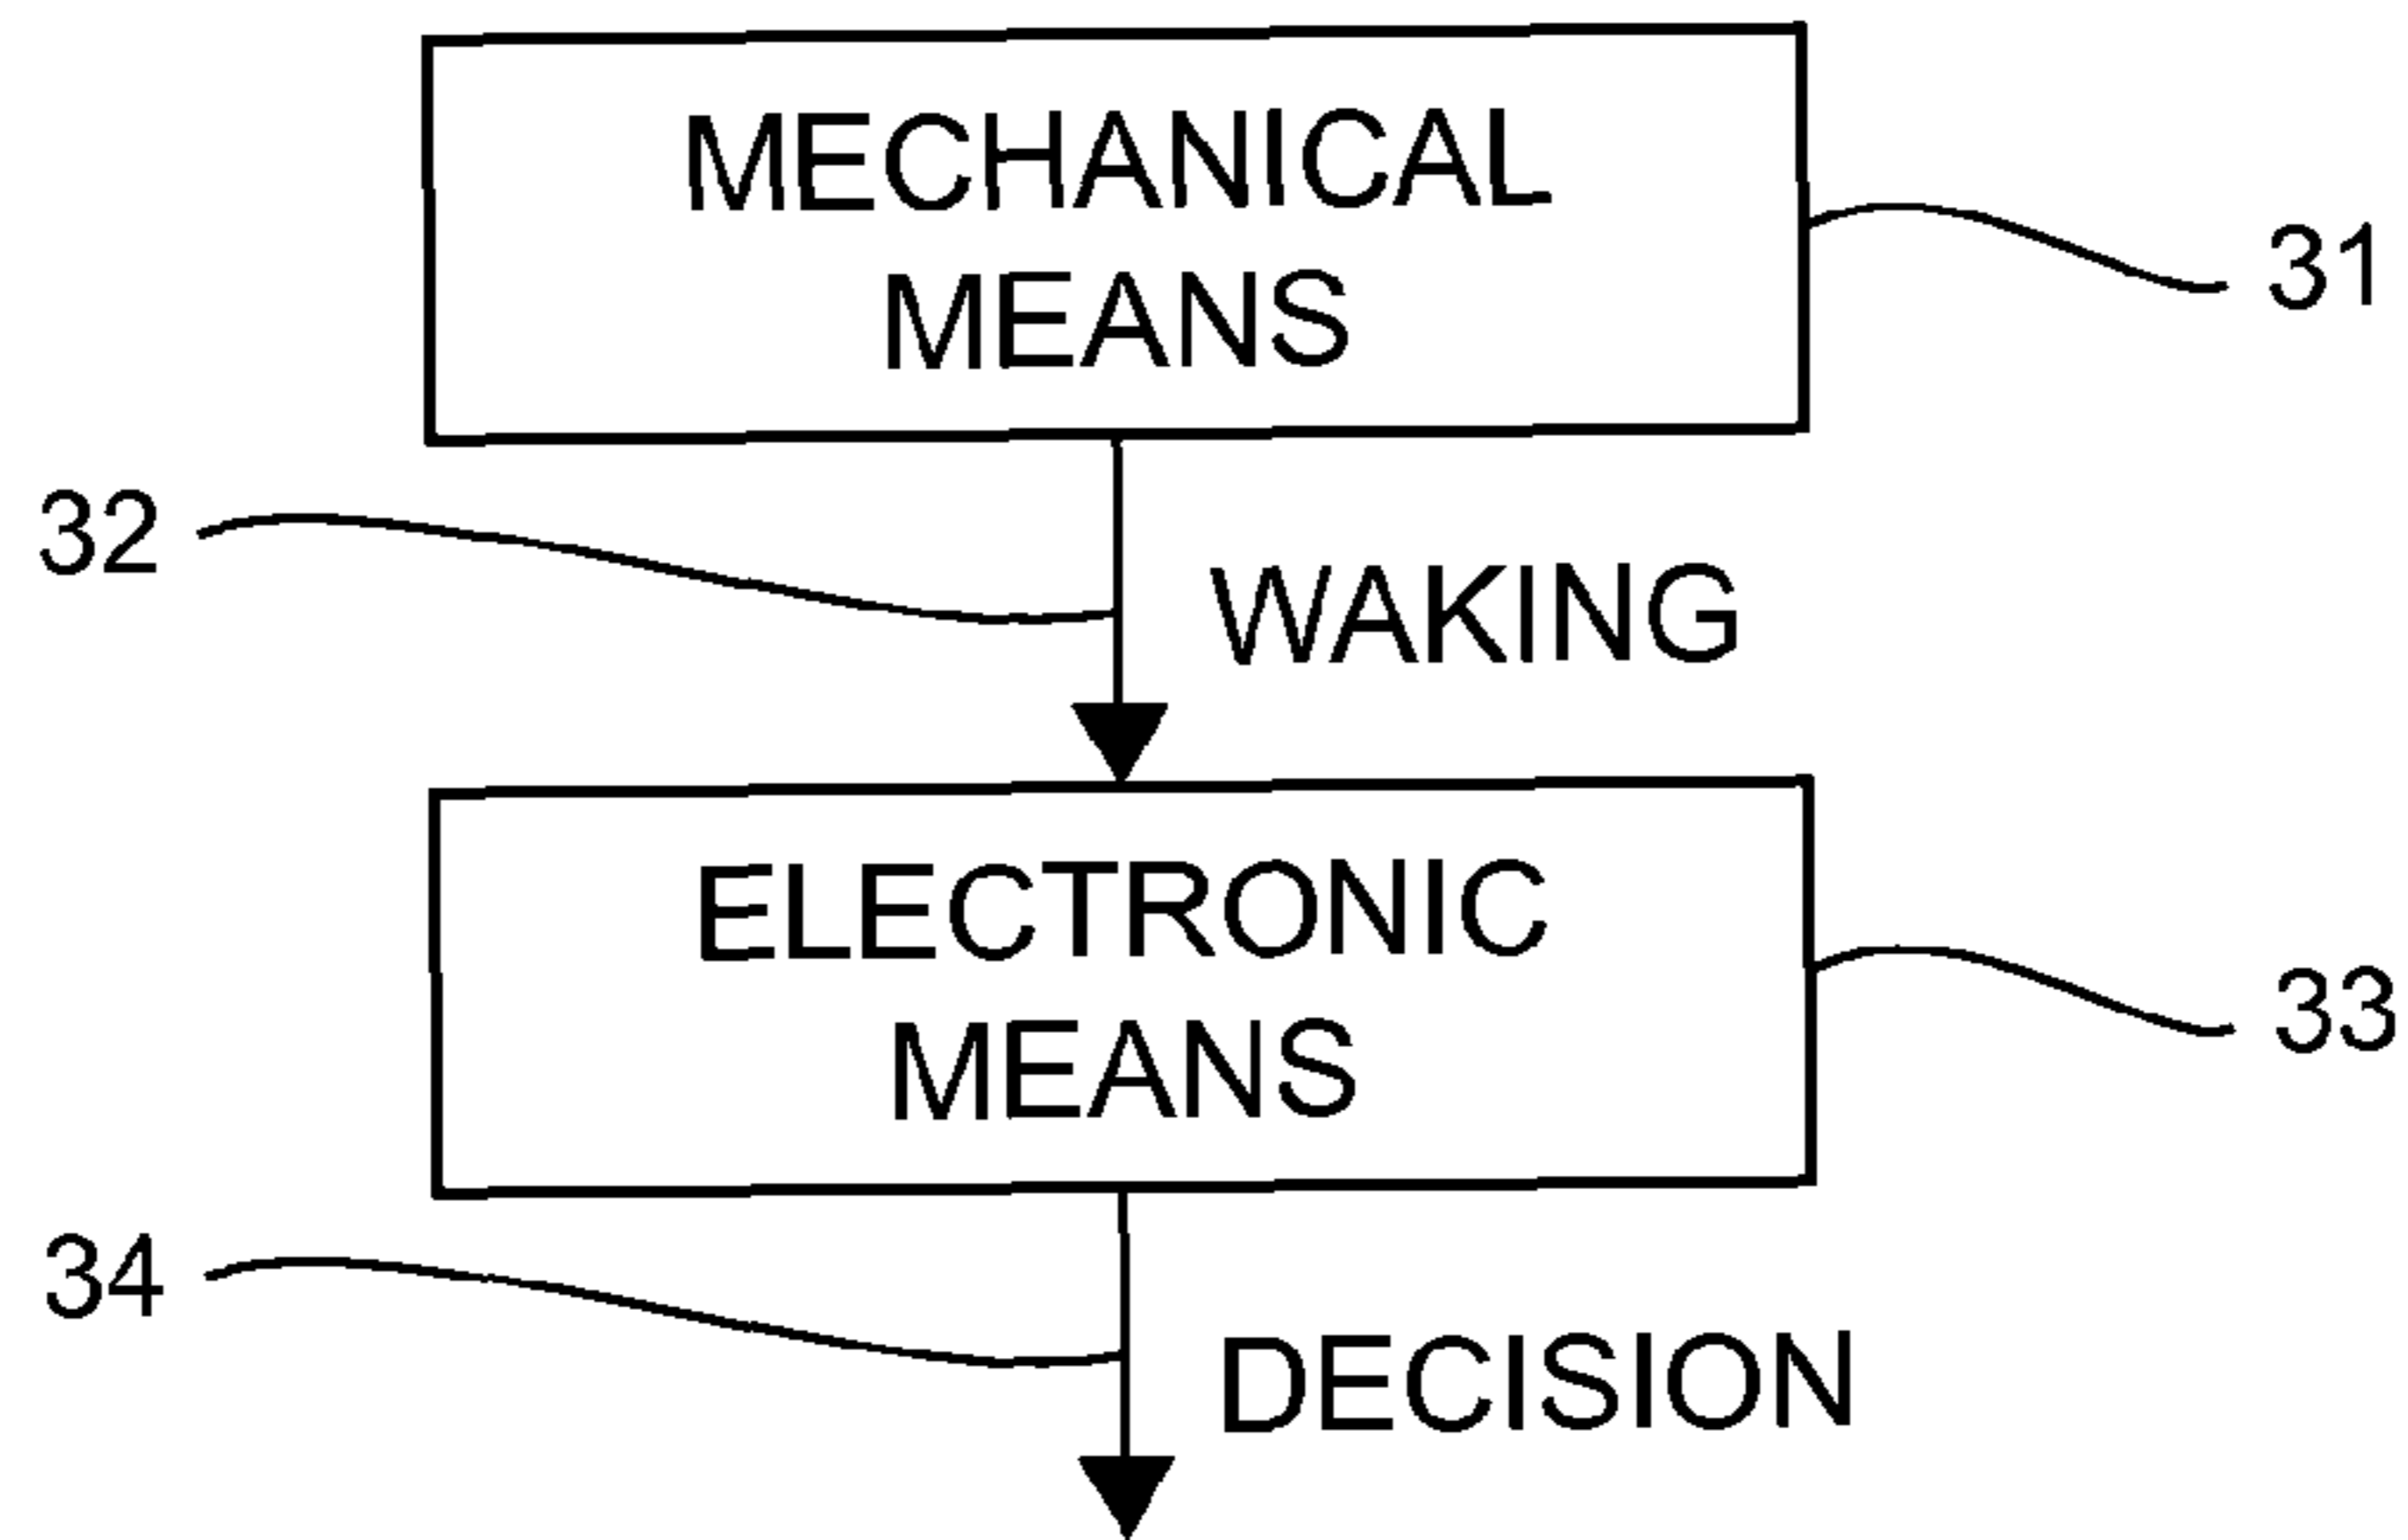 MECHANICAL
MEANS
31
32
WAKING
ELECTRONIC
MEANS
33
34
DECISION